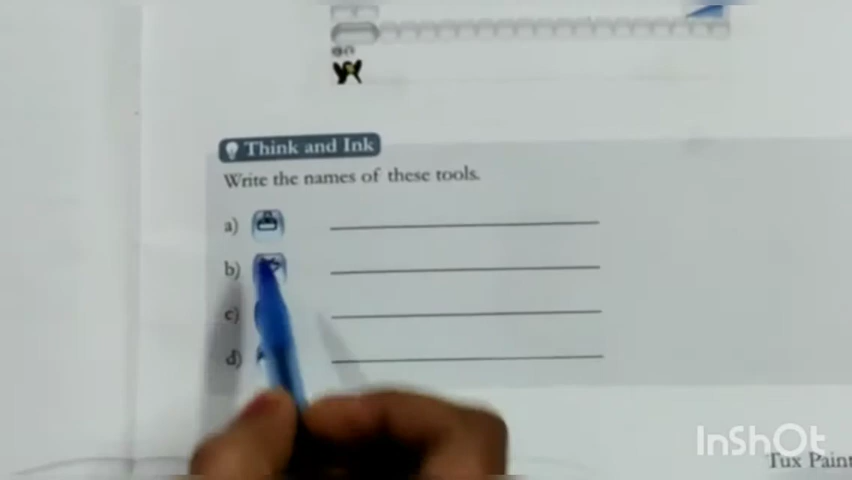 Think and Ink
Write the names of these tools.
a)
b)
c)
d)
InShOt
Tux Paint